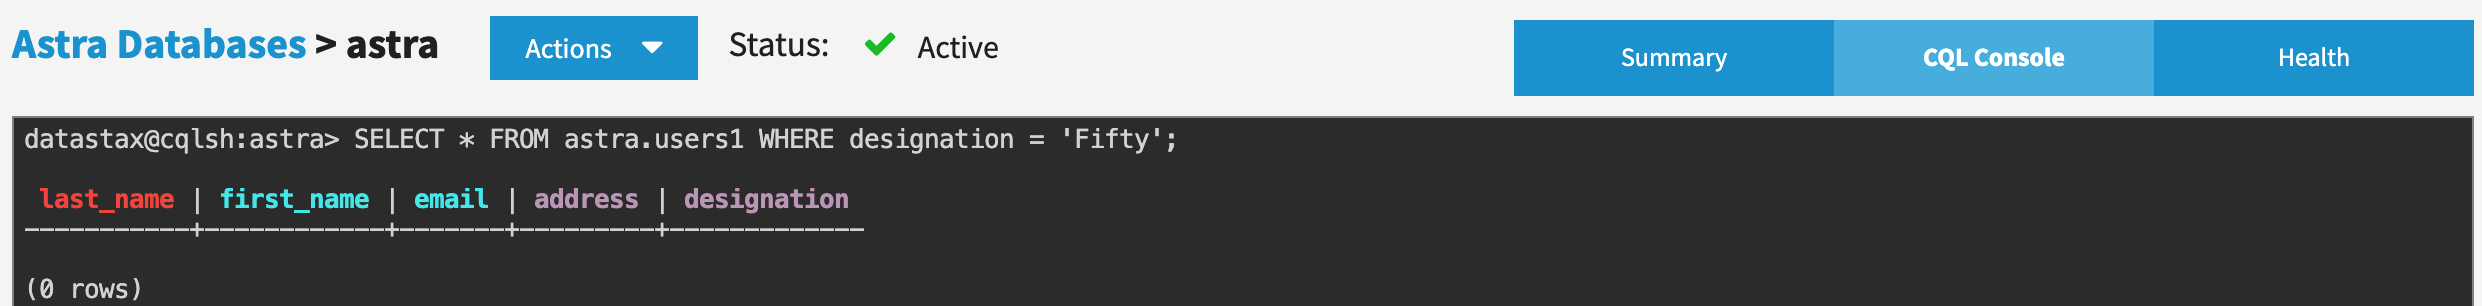 Astra Databases > astra Actions Status: Active Summary CQL Console Health
datastax@cqlsh:astra> SELECT * FROM astra.users1 WHERE designation = 'Fifty';
last_name | first_name | email | address | designation
-----------+------------+-------+---------+-------------
(0 rows)